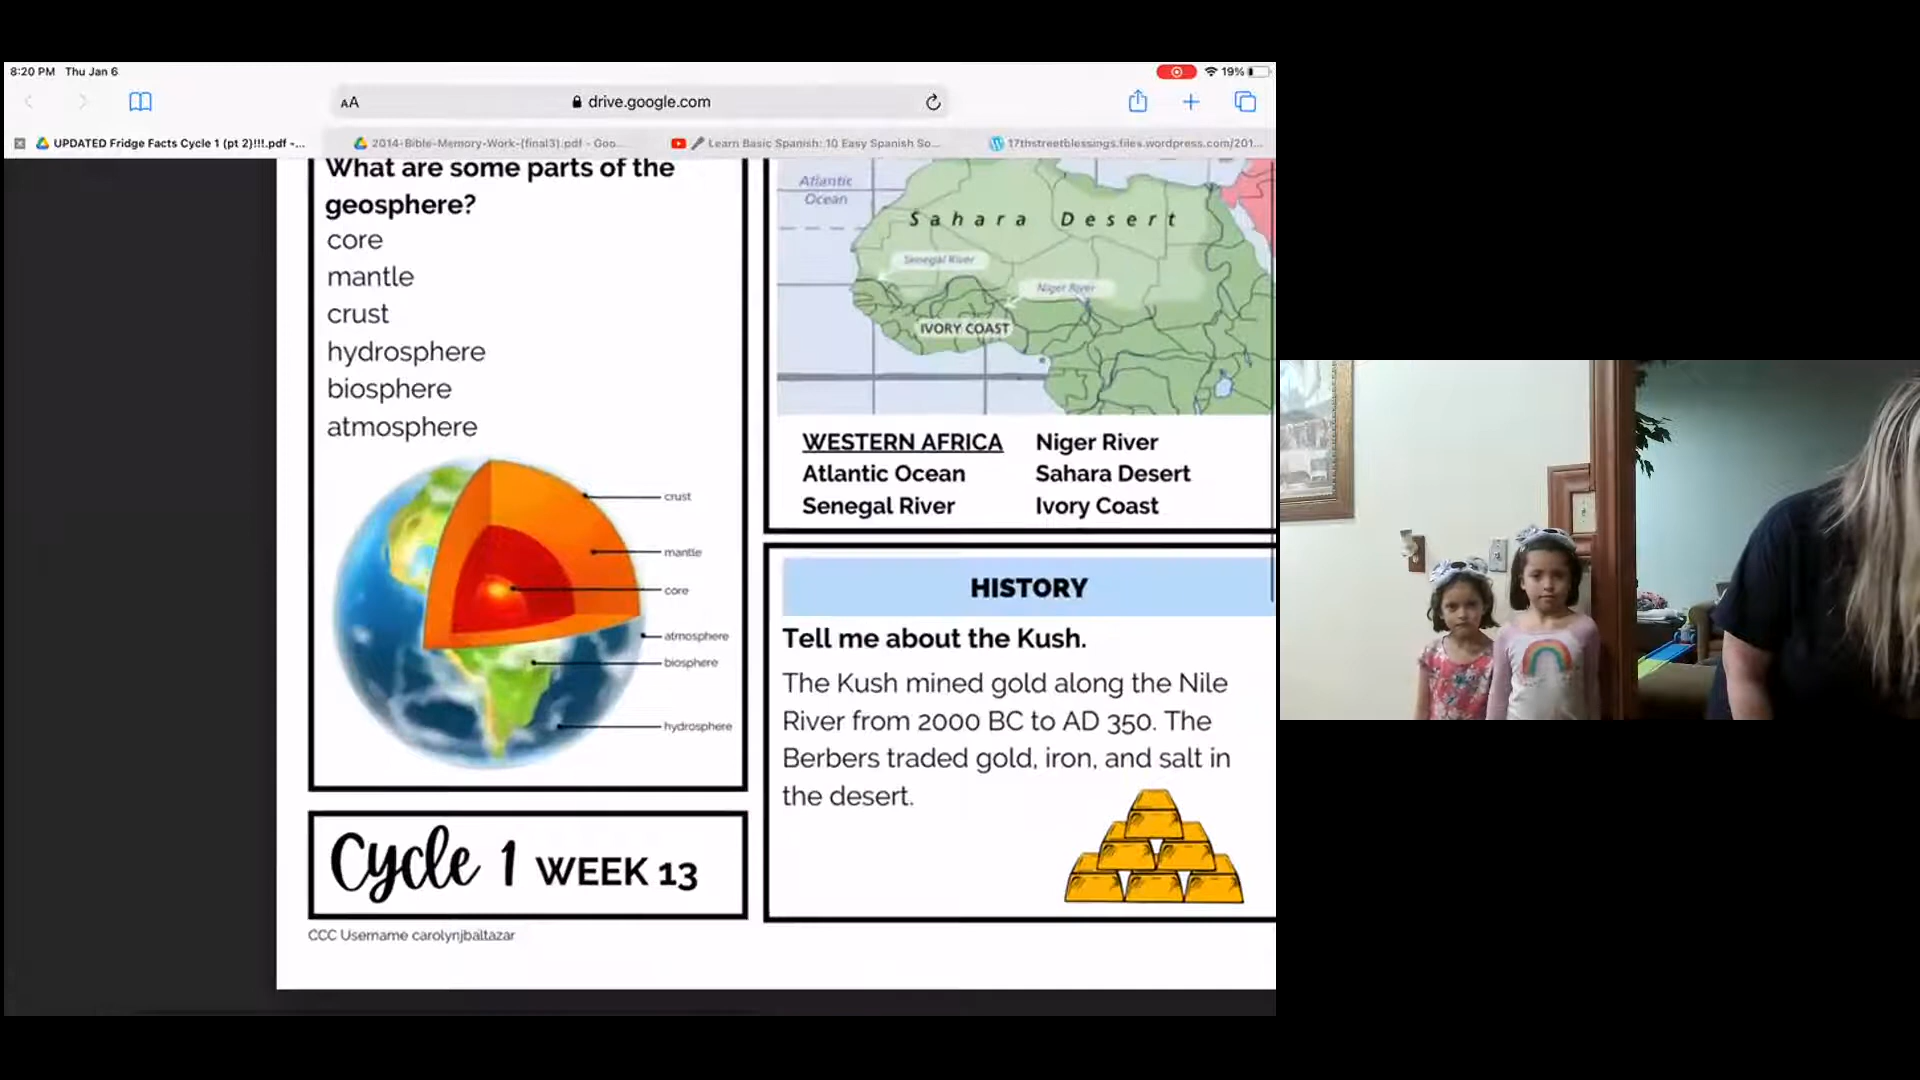 8:20 PM Thu Jan 6
19%
AA
drive.google.com
UPDATED Fridge Facts Cycle 1 (pt 2)!!!.pdf -...
2014-Bible-Memory-Work-(final3).pdf - Goo...
Learn Basic Spanish: 10 Easy Spanish So...
17thstreetblessings.files.wordpress.com/201...
What are some parts of the
geosphere?
core
mantle
crust
hydrosphere
biosphere
atmosphere
crust
mantle
core
atmosphere
biosphere
hydrosphere
Cycle 1 WEEK 13
CCC Username carolynjbaltazar
Atlantic
Ocean
Sahara Desert
Senegal River
Niger River
IVORY COAST
WESTERN AFRICA
Atlantic Ocean
Senegal River
Niger River
Sahara Desert
Ivory Coast
HISTORY
Tell me about the Kush.
The Kush mined gold along the Nile
River from 2000 BC to AD 350. The
Berbers traded gold, iron, and salt in
the desert.